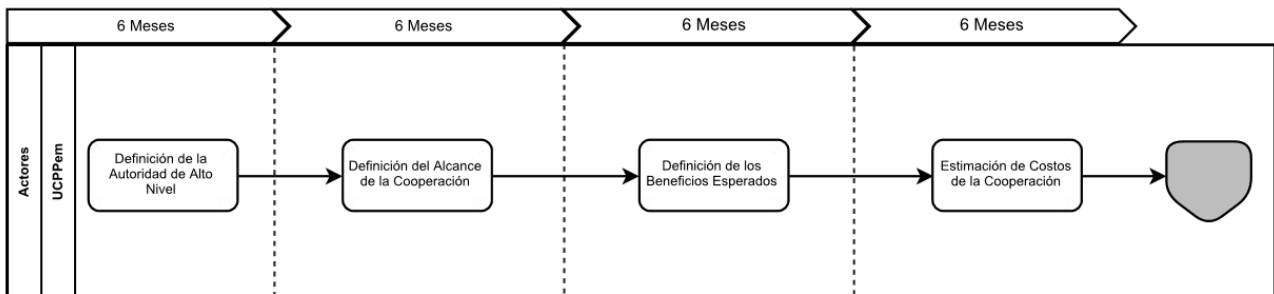 6 Meses
6 Meses
6 Meses
6 Meses
Actores
UCPPem
Definición de la
Autoridad de Alto
Nivel
Definición del Alcance
de la Cooperación
Definición de los
Beneficios Esperados
Estimación de Costos
de la Cooperación